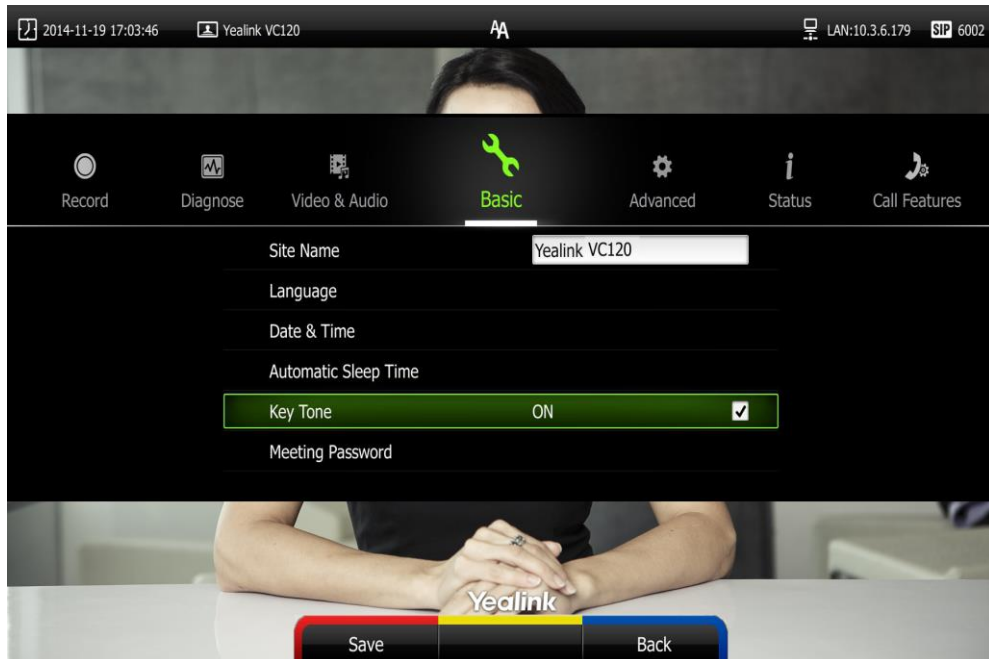 2014-11-19 17:03:46 Yealink VC120 AA LAN:10.3.6.179 SIP 6002
Record Diagnose Video & Audio Basic Advanced Status Call Features
Site Name Yealink VC120
Language
Date & Time
Automatic Sleep Time
Key Tone ON
Meeting Password
Yealink
Save Back